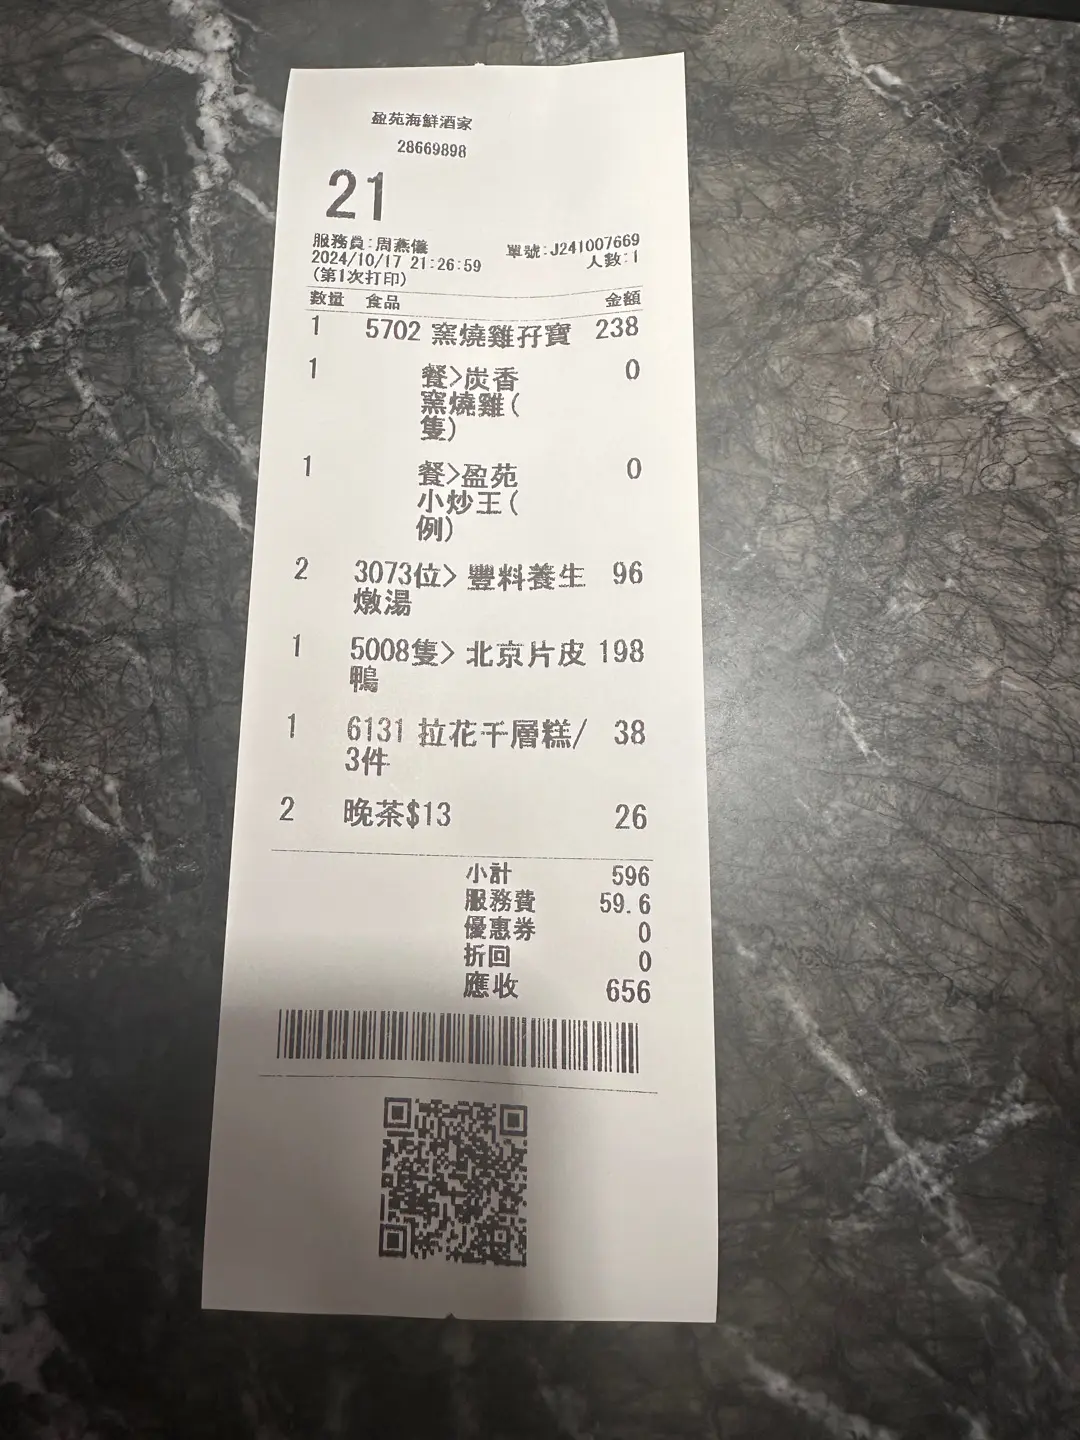 盈苑海鮮酒家
28669898
21
服務員:周燕儀
單號:J241007669
2024/10/17 21:26:59
人數:1
(第1次打印)
數量 食品 金額
1 5702 窯燒雞孖寶 238
1 餐>炭香 0
窯燒雞(
隻)
1 餐>盈苑 0
小炒王(
例)
2 3073位> 豐料養生 96
燉湯
1 5008隻> 北京片皮 198
鴨
1 6131 拉花千層糕/ 38
3件
2 晚茶$13 26
小計 596
服務費 59.6
優惠券 0
折回 0
應收 656